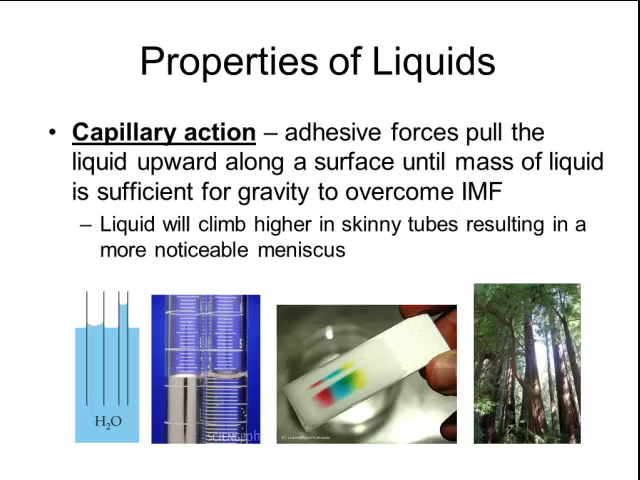 Properties of Liquids
• Capillary action – adhesive forces pull the
liquid upward along a surface until mass of liquid
is sufficient for gravity to overcome IMF
– Liquid will climb higher in skinny tubes resulting in a
more noticeable meniscus
H₂O